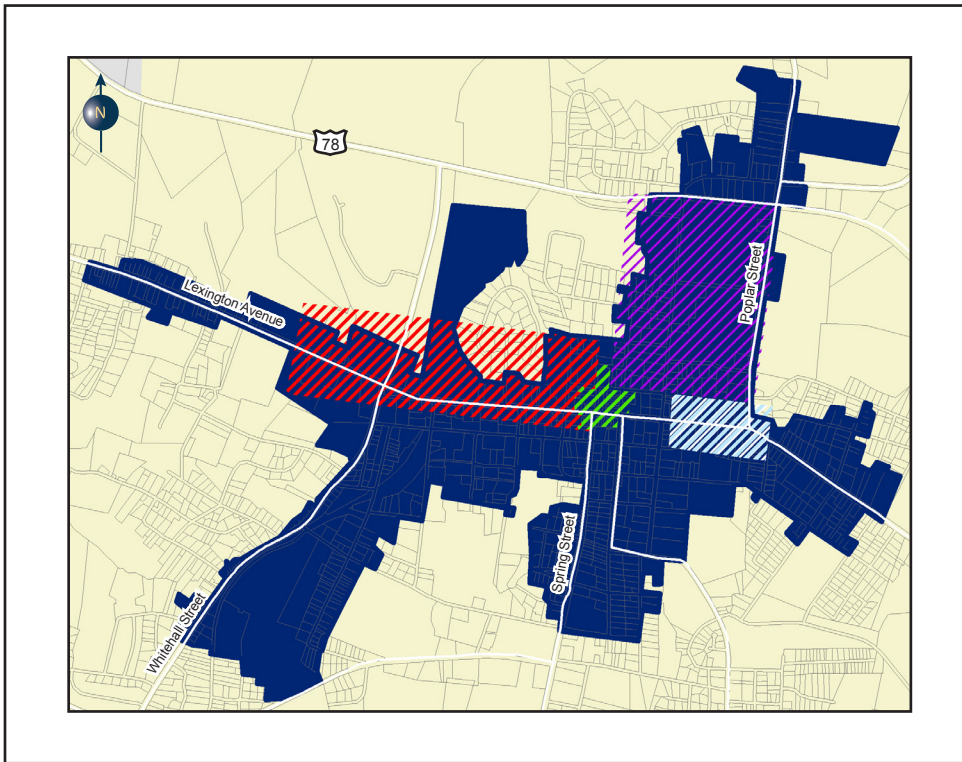 N
78
Lexington Avenue
Poplar Street
Spring Street
Whitehall Street